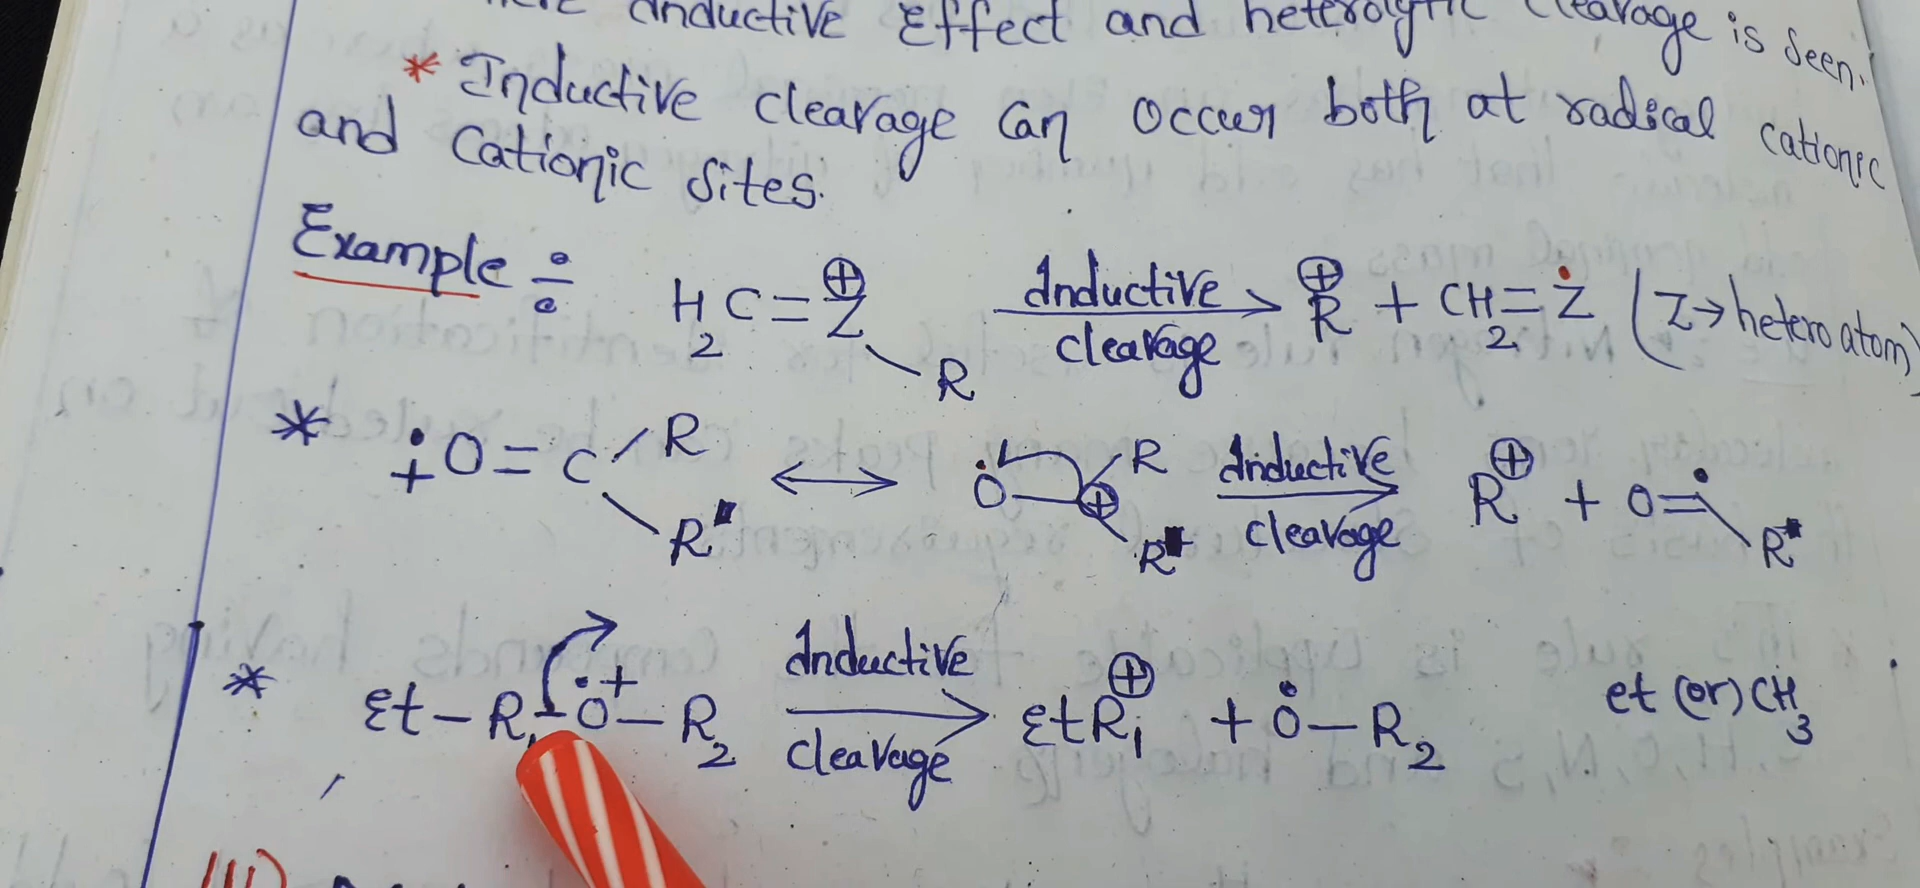 Inductive Effect and heterolytic cleavage is seen.
* Inductive cleavage can occur both at radical cationic
and cationic sites.
Example ÷ H₂C=Z⊕–R Inductive cleavage → R⊕ + CH₂=Ż (Z→hetero atom)
* •+O=C–R R' ↔ Ȯ–⊕ R R' Inductive cleavage → R⊕ + O=•–R'
* Et–R₁–O•+–R₂ Inductive cleavage → EtR₁⊕ + Ȯ–R₂ et (or) CH₃
III)